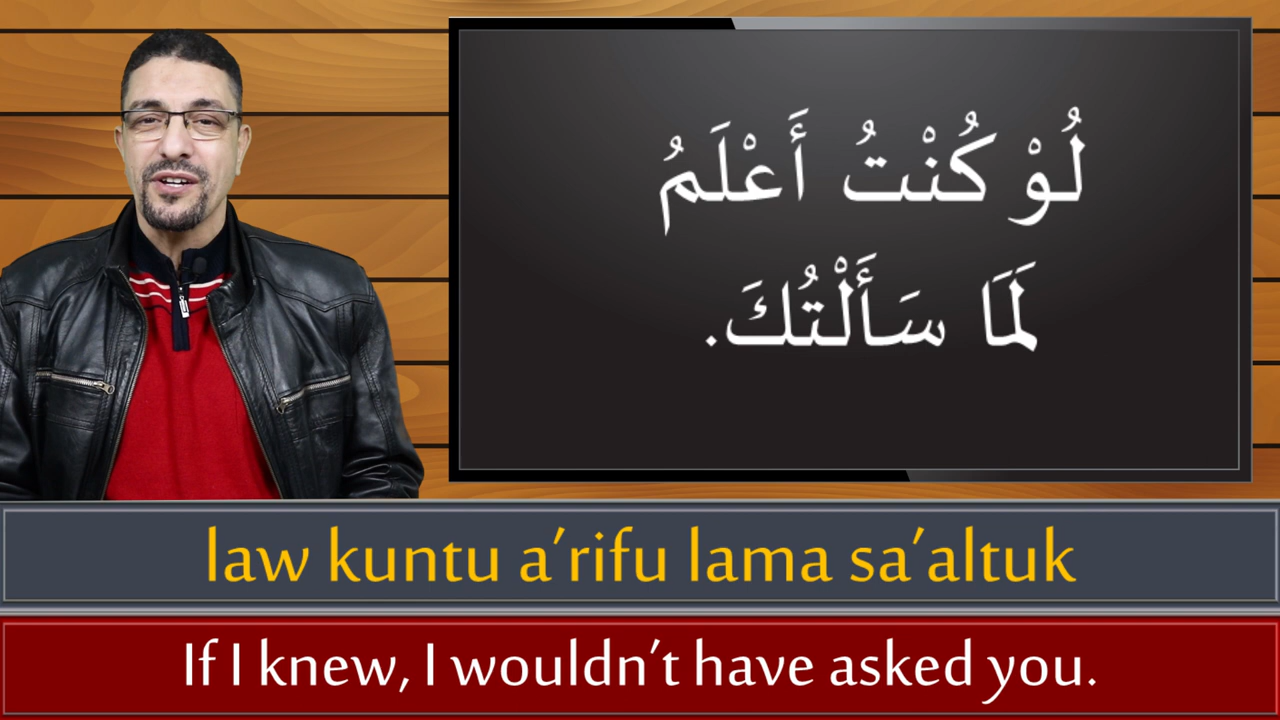 لُوْ كُنْتُ أَعْلَمُ
لَمَا سَأَلْتُكَ.
law kuntu a’rifu lama sa’altuk
If I knew, I wouldn’t have asked you.